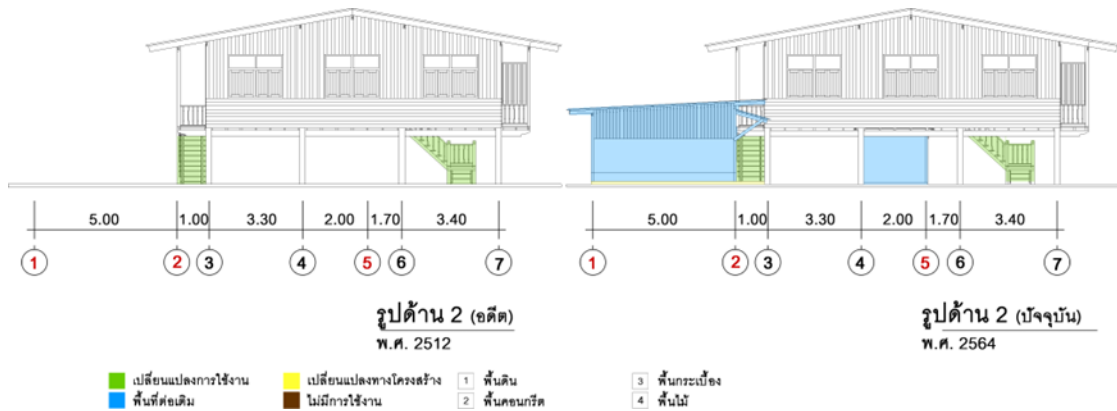 5.00 1.00 3.30 2.00 1.70 3.40
1 2 3 4 5 6 7
รูปด้าน 2 (อดีต)
พ.ศ. 2512
5.00 1.00 3.30 2.00 1.70 3.40
1 2 3 4 5 6 7
รูปด้าน 2 (ปัจจุบัน)
พ.ศ. 2564
เปลี่ยนแปลงการใช้งาน เปลี่ยนแปลงทางโครงสร้าง 1 พื้นดิน 3 พื้นกระเบื้อง
พื้นที่ต่อเติม ไม่มีการใช้งาน 2 พื้นคอนกรีต 4 พื้นไม้